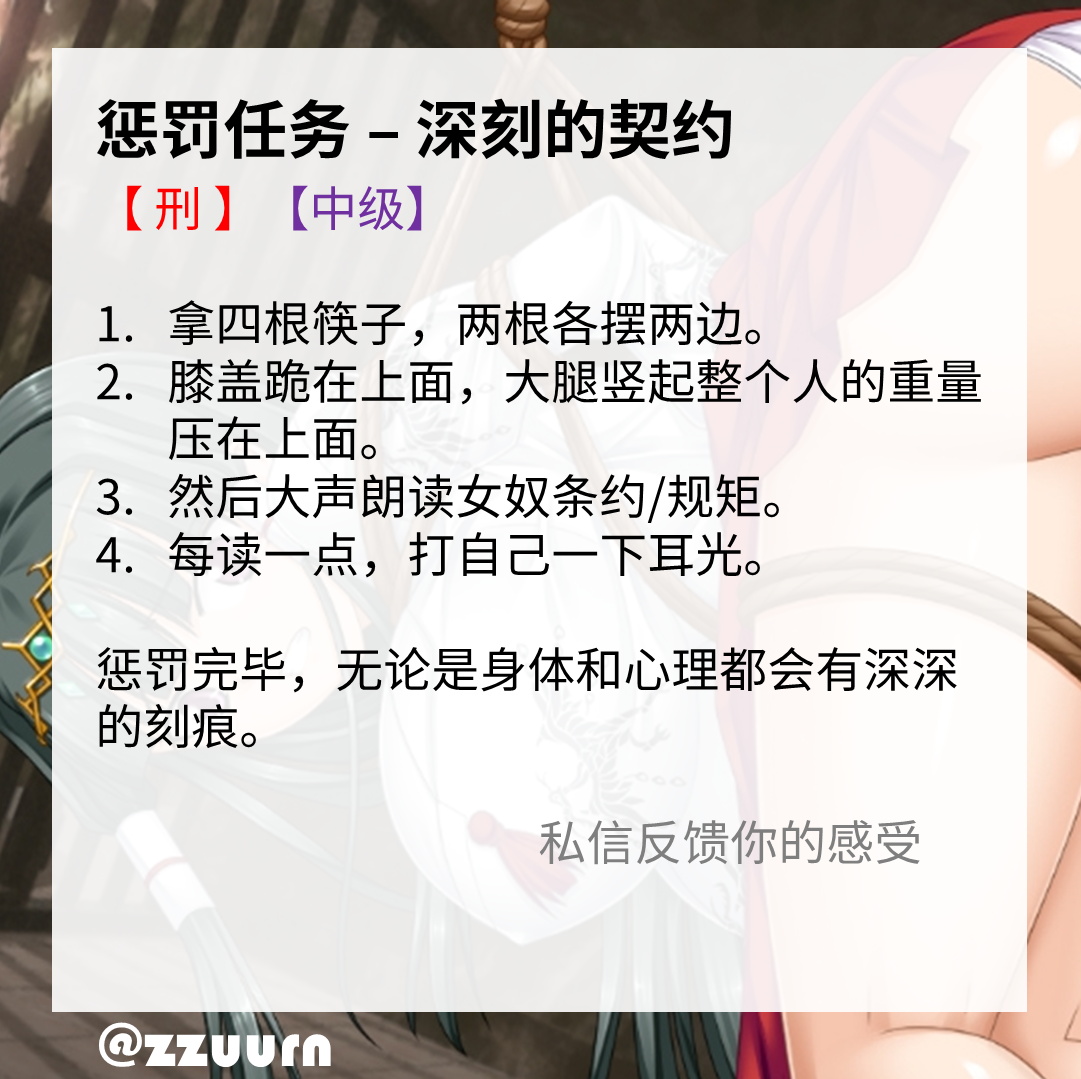 惩罚任务 – 深刻的契约
【 刑 】 【中级】
1. 拿四根筷子，两根各摆两边。
2. 膝盖跪在上面，大腿竖起整个人的重量
压在上面。
3. 然后大声朗读女奴条约/规矩。
4. 每读一点，打自己一下耳光。
惩罚完毕，无论是身体和心理都会有深深
的刻痕。
私信反馈你的感受
@zzuurn